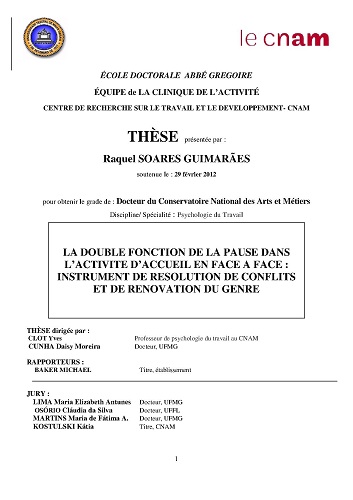 le cnam
ÉCOLE DOCTORALE ABBÉ GREGOIRE
ÉQUIPE de LA CLINIQUE DE L'ACTIVITÉ
CENTRE DE RECHERCHE SUR LE TRAVAIL ET LE DEVELOPPEMENT- CNAM
THÈSE présentée par :
Raquel SOARES GUIMARÃES
soutenue le : 29 février 2012
pour obtenir le grade de : Docteur du Conservatoire National des Arts et Métiers
Discipline/ Spécialité : Psychologie du Travail
LA DOUBLE FONCTION DE LA PAUSE DANS
L'ACTIVITE D'ACCUEIL EN FACE A FACE :
INSTRUMENT DE RESOLUTION DE CONFLITS
ET DE RENOVATION DU GENRE
THÈSE dirigée par :
CLOT Yves Professeur de psychologie du travail au CNAM
CUNHA Daisy Moreira Docteur, UFMG
RAPPORTEURS :
BAKER MICHAEL Titre, établissement
JURY :
LIMA Maria Elizabeth Antunes Docteur, UFMG
OSÓRIO Cláudia da Silva Docteur, UFFL
MARTINS Maria de Fátima A. Docteur, UFMG
KOSTULSKI Kátia Titre, CNAM
1